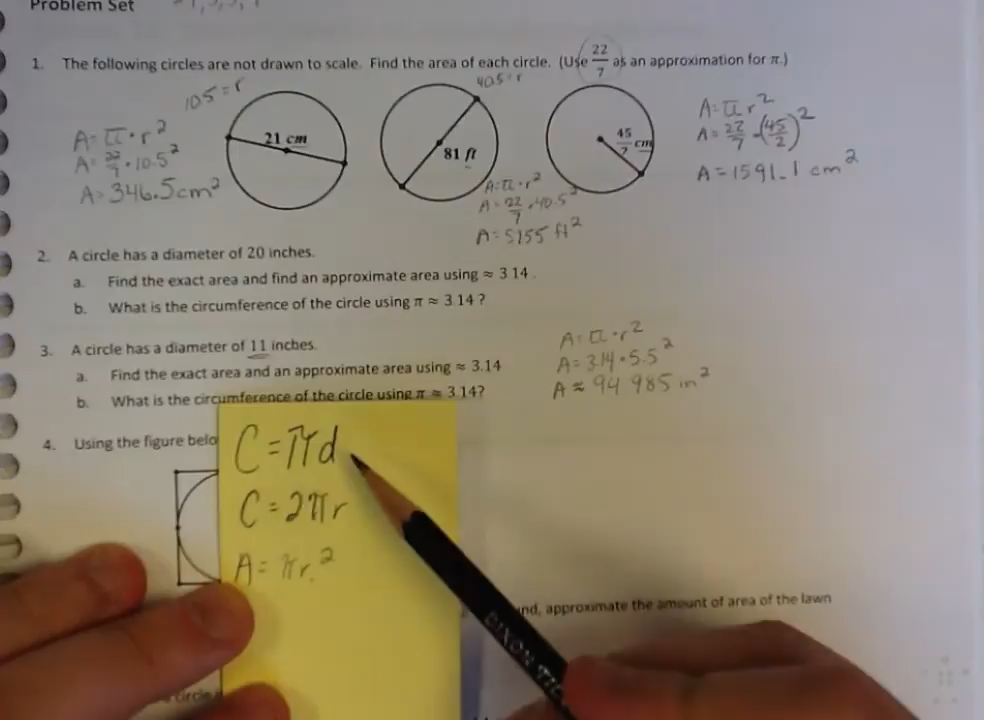 Problem Set
1. The following circles are not drawn to scale. Find the area of each circle. (Use 22/7 as an approximation for π.)
10.5 = r
40.5 = r
A = π · r²
A = 22/7 · 10.5²
A = 346.5 cm²
21 cm
81 ft
A = π · r²
A = 22/7 · 40.5²
A = 5155 ft²
45/2 cm
A = π r²
A = 22/7 · (45/2)²
A = 1591.1 cm²
2. A circle has a diameter of 20 inches.
a. Find the exact area and find an approximate area using ≈ 3.14.
b. What is the circumference of the circle using π ≈ 3.14?
3. A circle has a diameter of 11 inches.
a. Find the exact area and an approximate area using ≈ 3.14
b. What is the circumference of the circle using π ≈ 3.14?
A = π · r²
A = 3.14 · 5.5²
A ≈ 94.985 in²
4. Using the figure belo
C = πd
C = 2πr
A = πr²
nd, approximate the amount of area of the lawn
circle
DIXON TIC